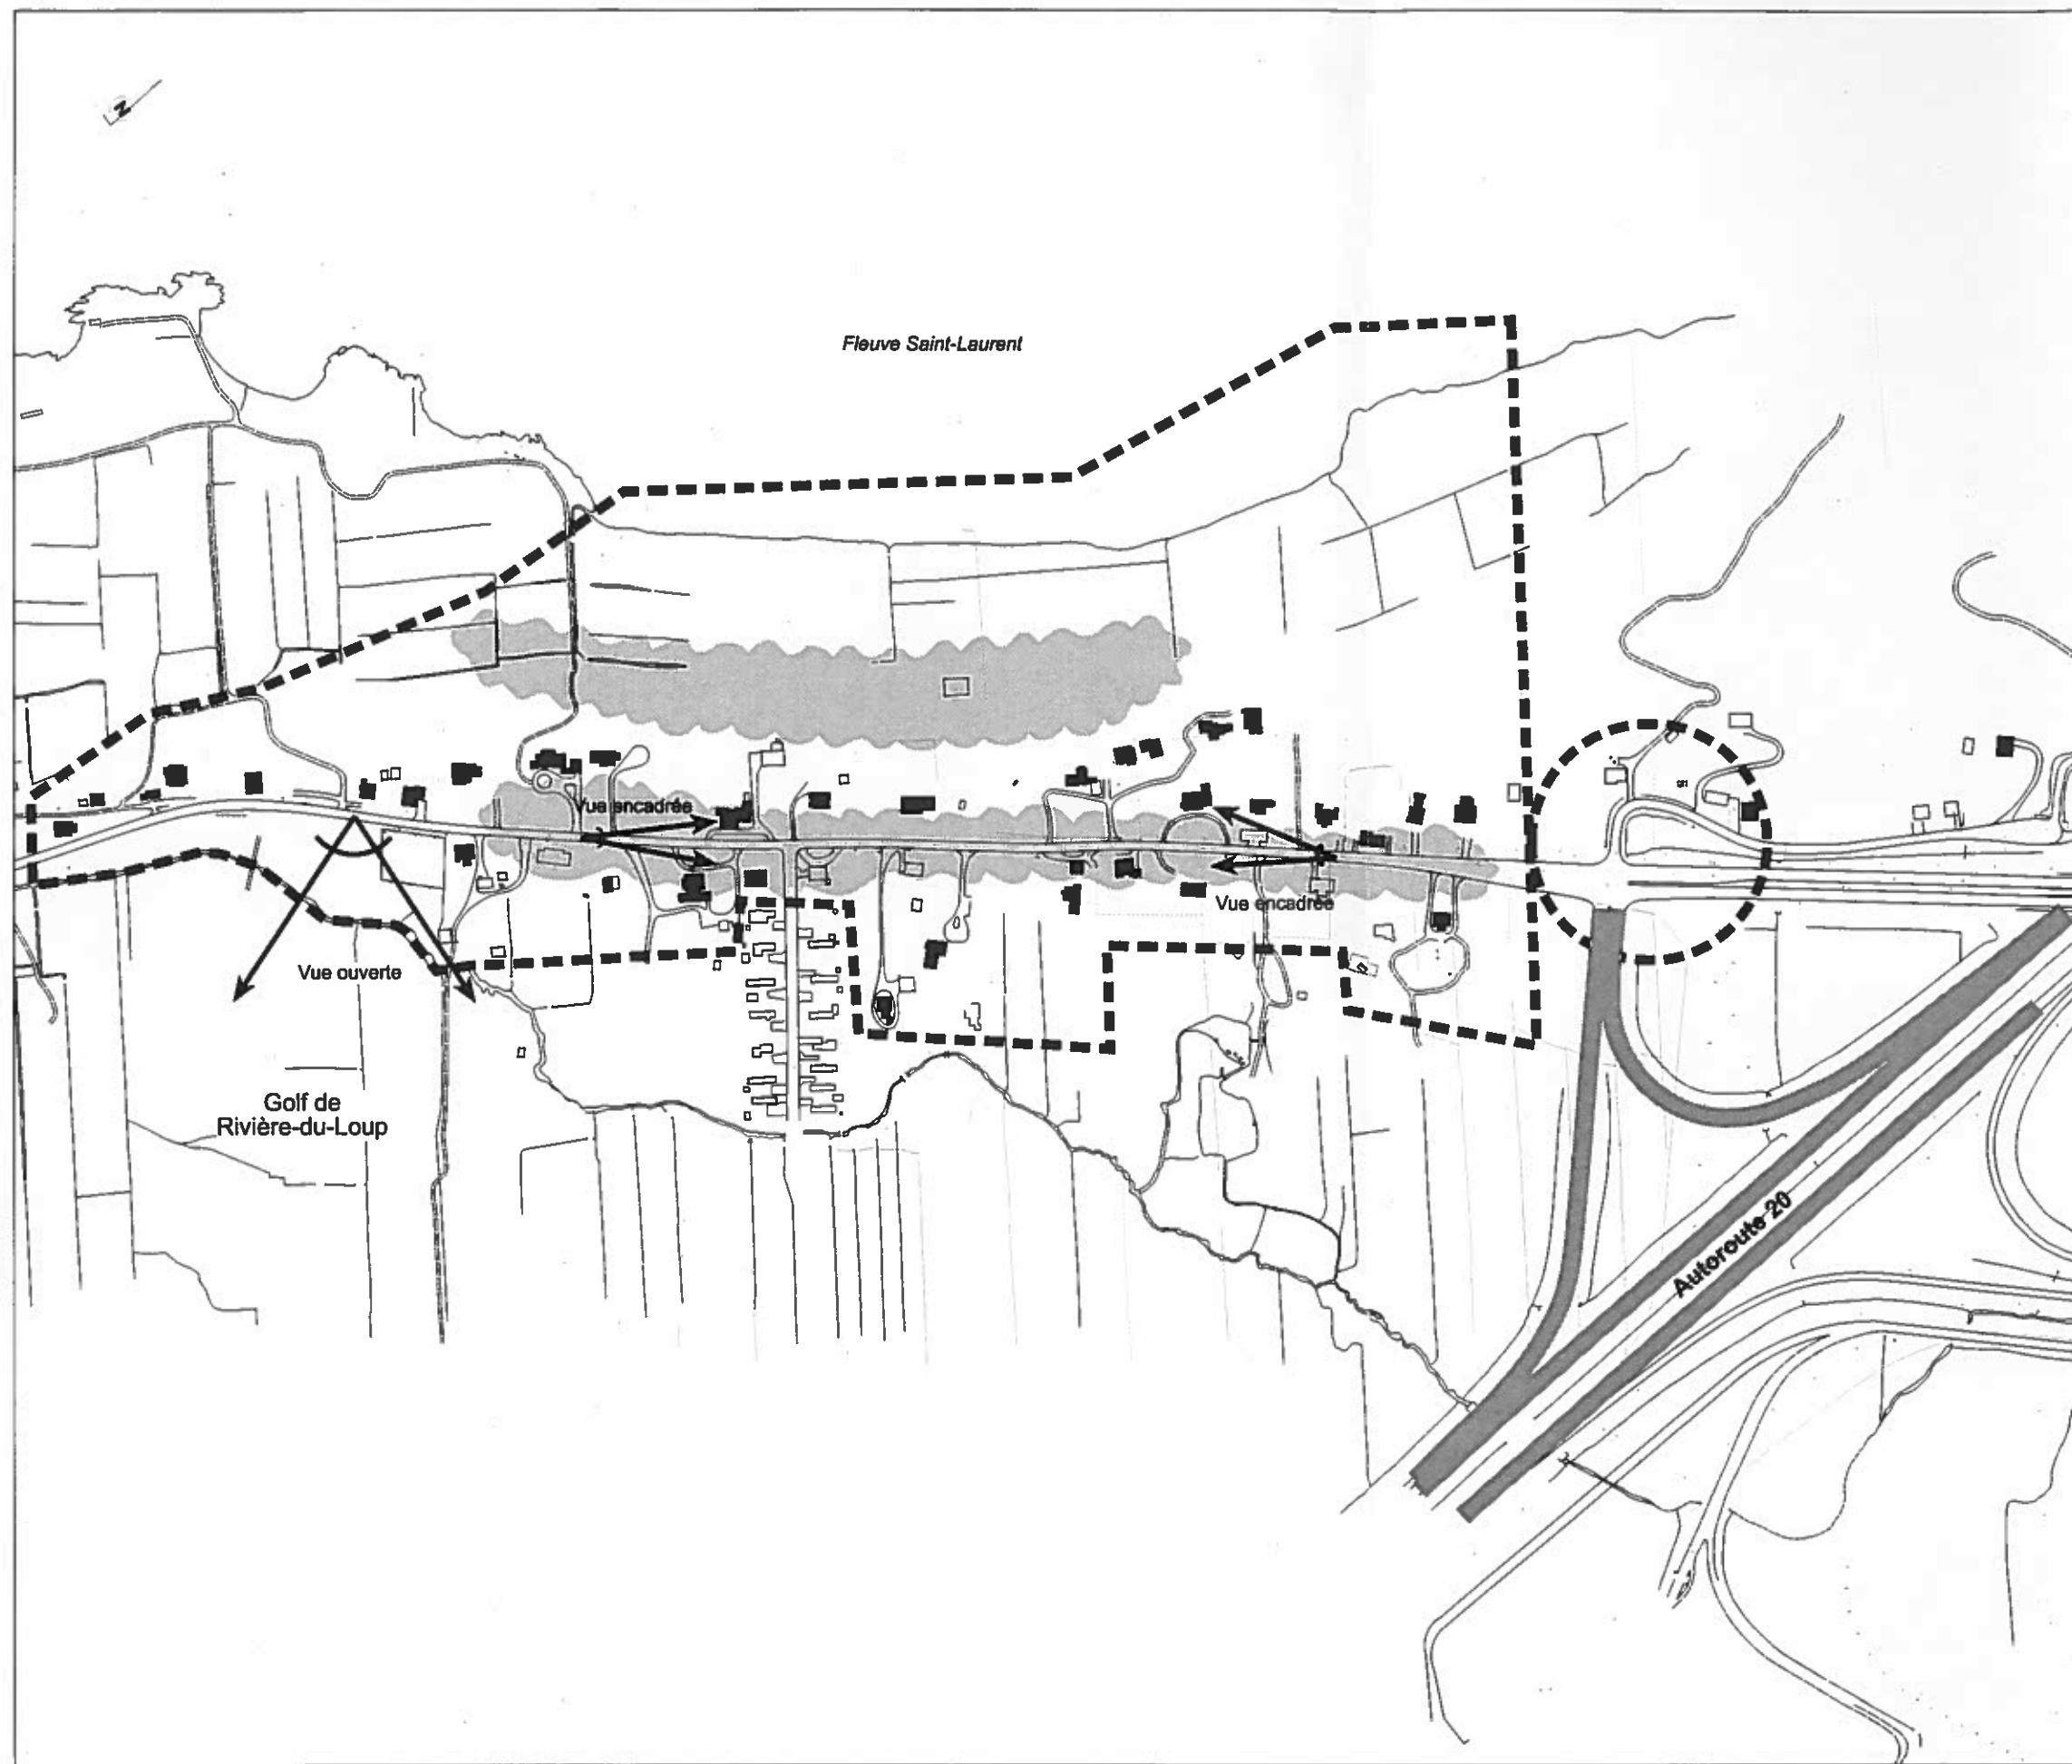 N
Fleuve Saint-Laurent
Vue encadrée
Vue encadrée
Vue ouverte
Golf de
Rivière-du-Loup
Autoroute 20